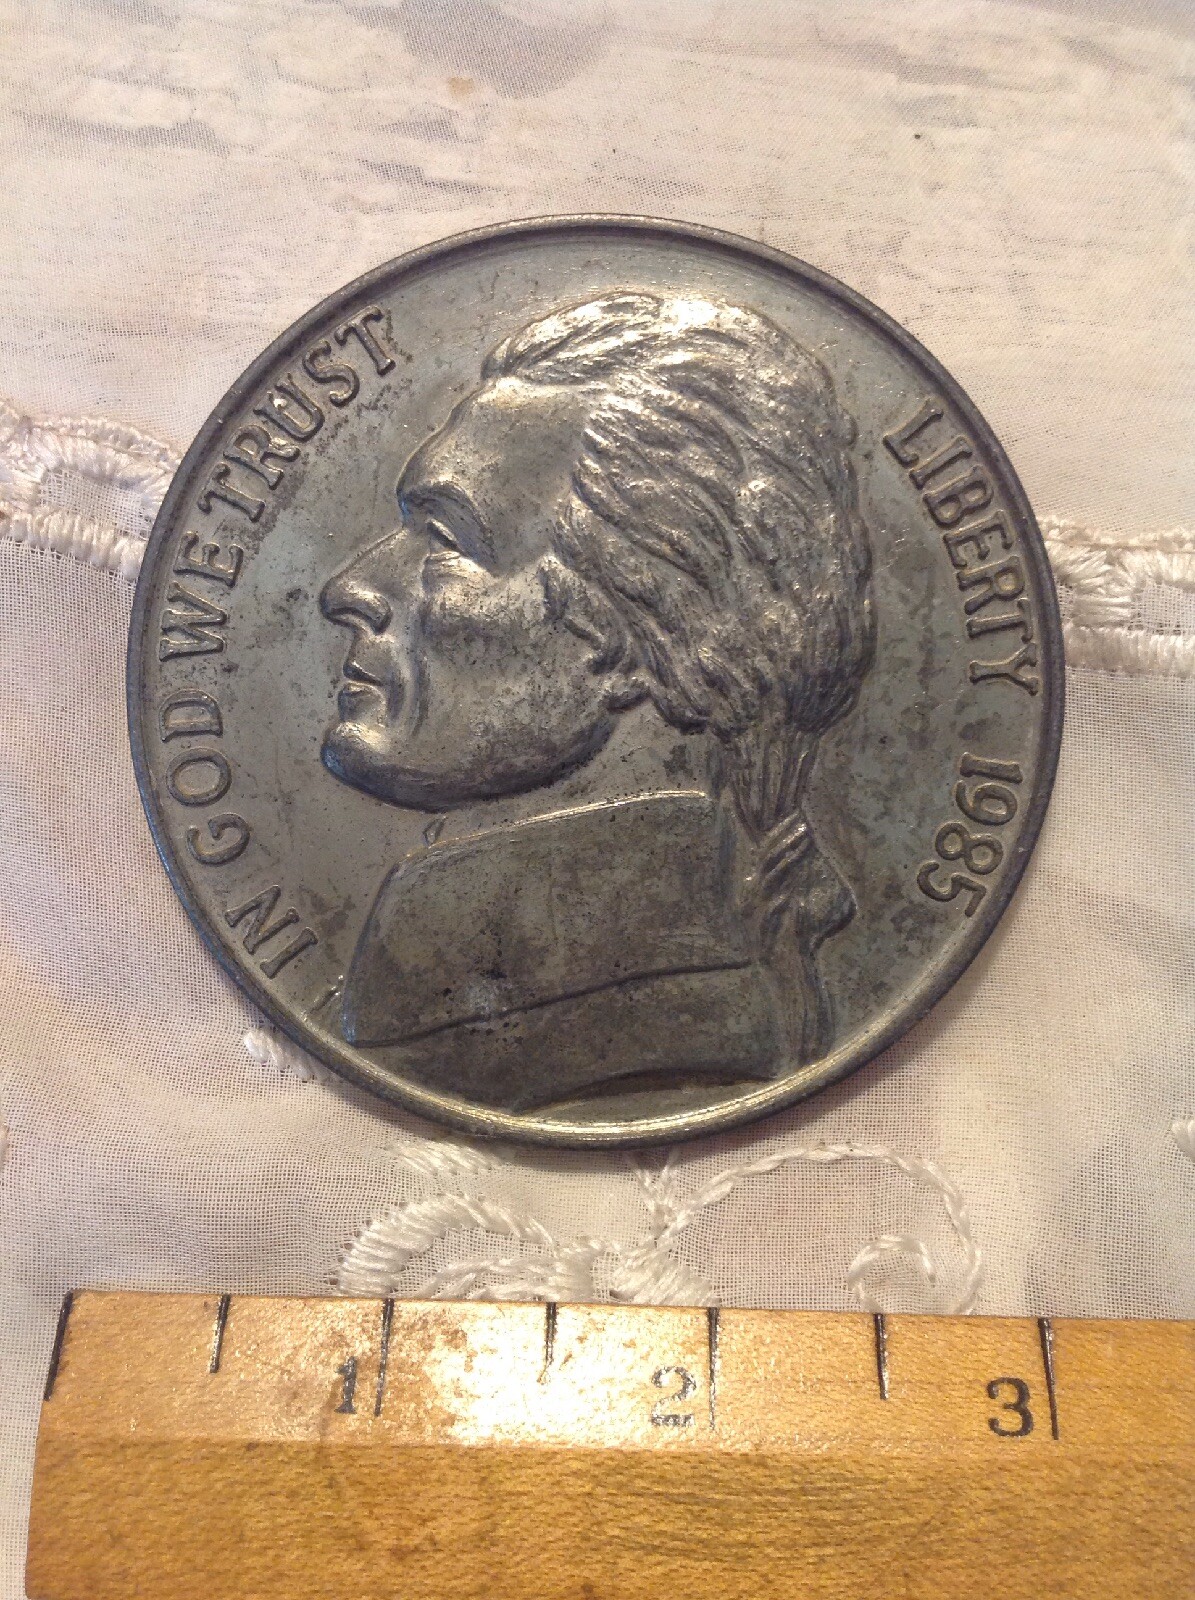 IN GOD WE TRUST
LIBERTY 1985
1 2 3